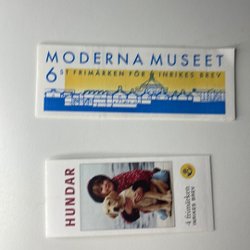 MODERNA MUSEET
6 ST FRIMÄRKEN FÖR INRIKES BREV
HUNDAR
4 frimärken
INRIKES BREV